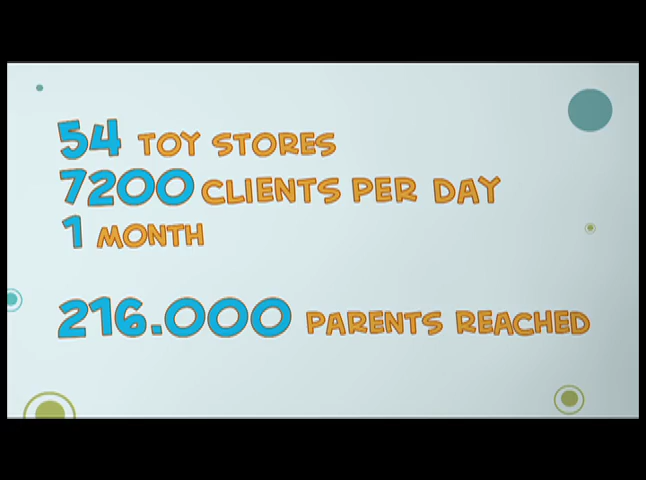 54 TOY STORES
7200 CLIENTS PER DAY
1 MONTH
216.000 PARENTS REACHED